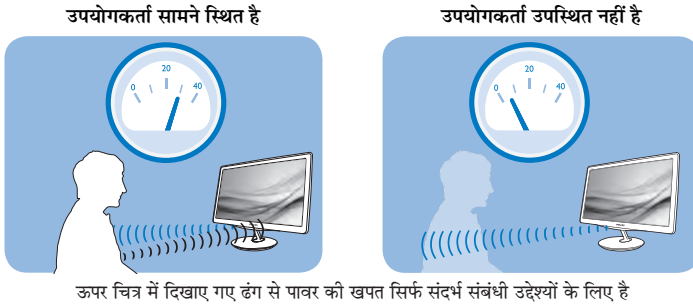 उपयोगकर्ता सामने स्थित है
उपयोगकर्ता उपस्थित नहीं है
0 20 40
0 20 40
ऊपर चित्र में दिखाए गए ढंग से पावर की खपत सिर्फ संदर्भ संबंधी उद्देश्यों के लिए है